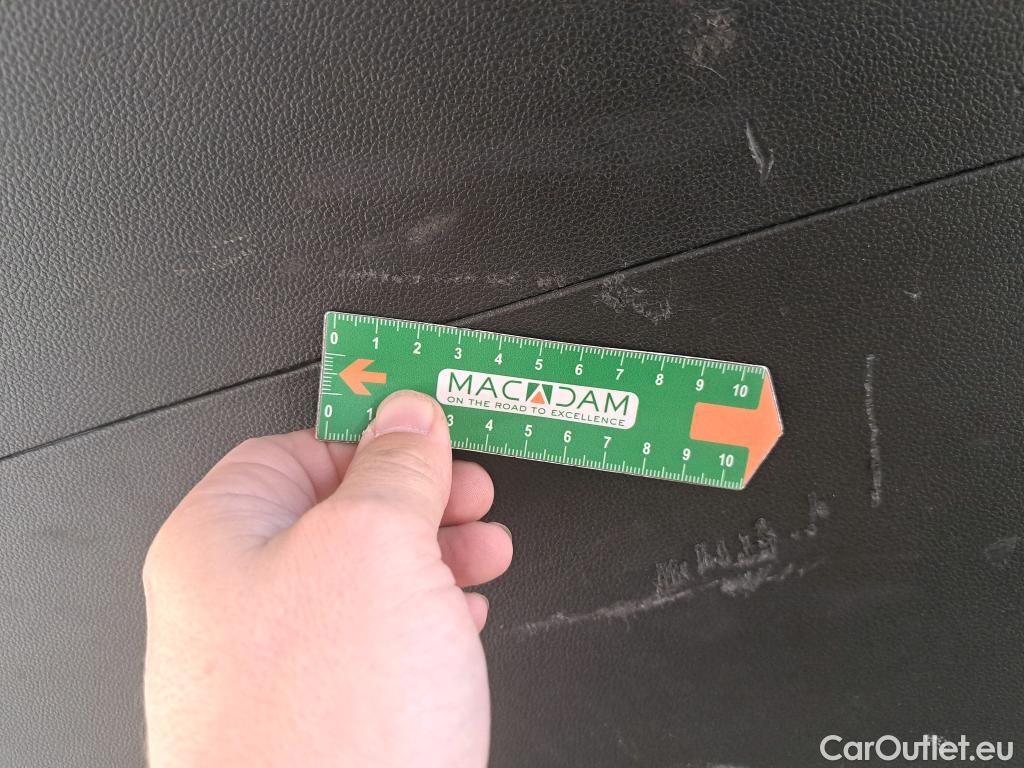 0 1 2 3 4 5 6 7 8 9 10
MACADAM
ON THE ROAD TO EXCELLENCE
0 1 3 4 5 6 7 8 9 10
CarOutlet.eu